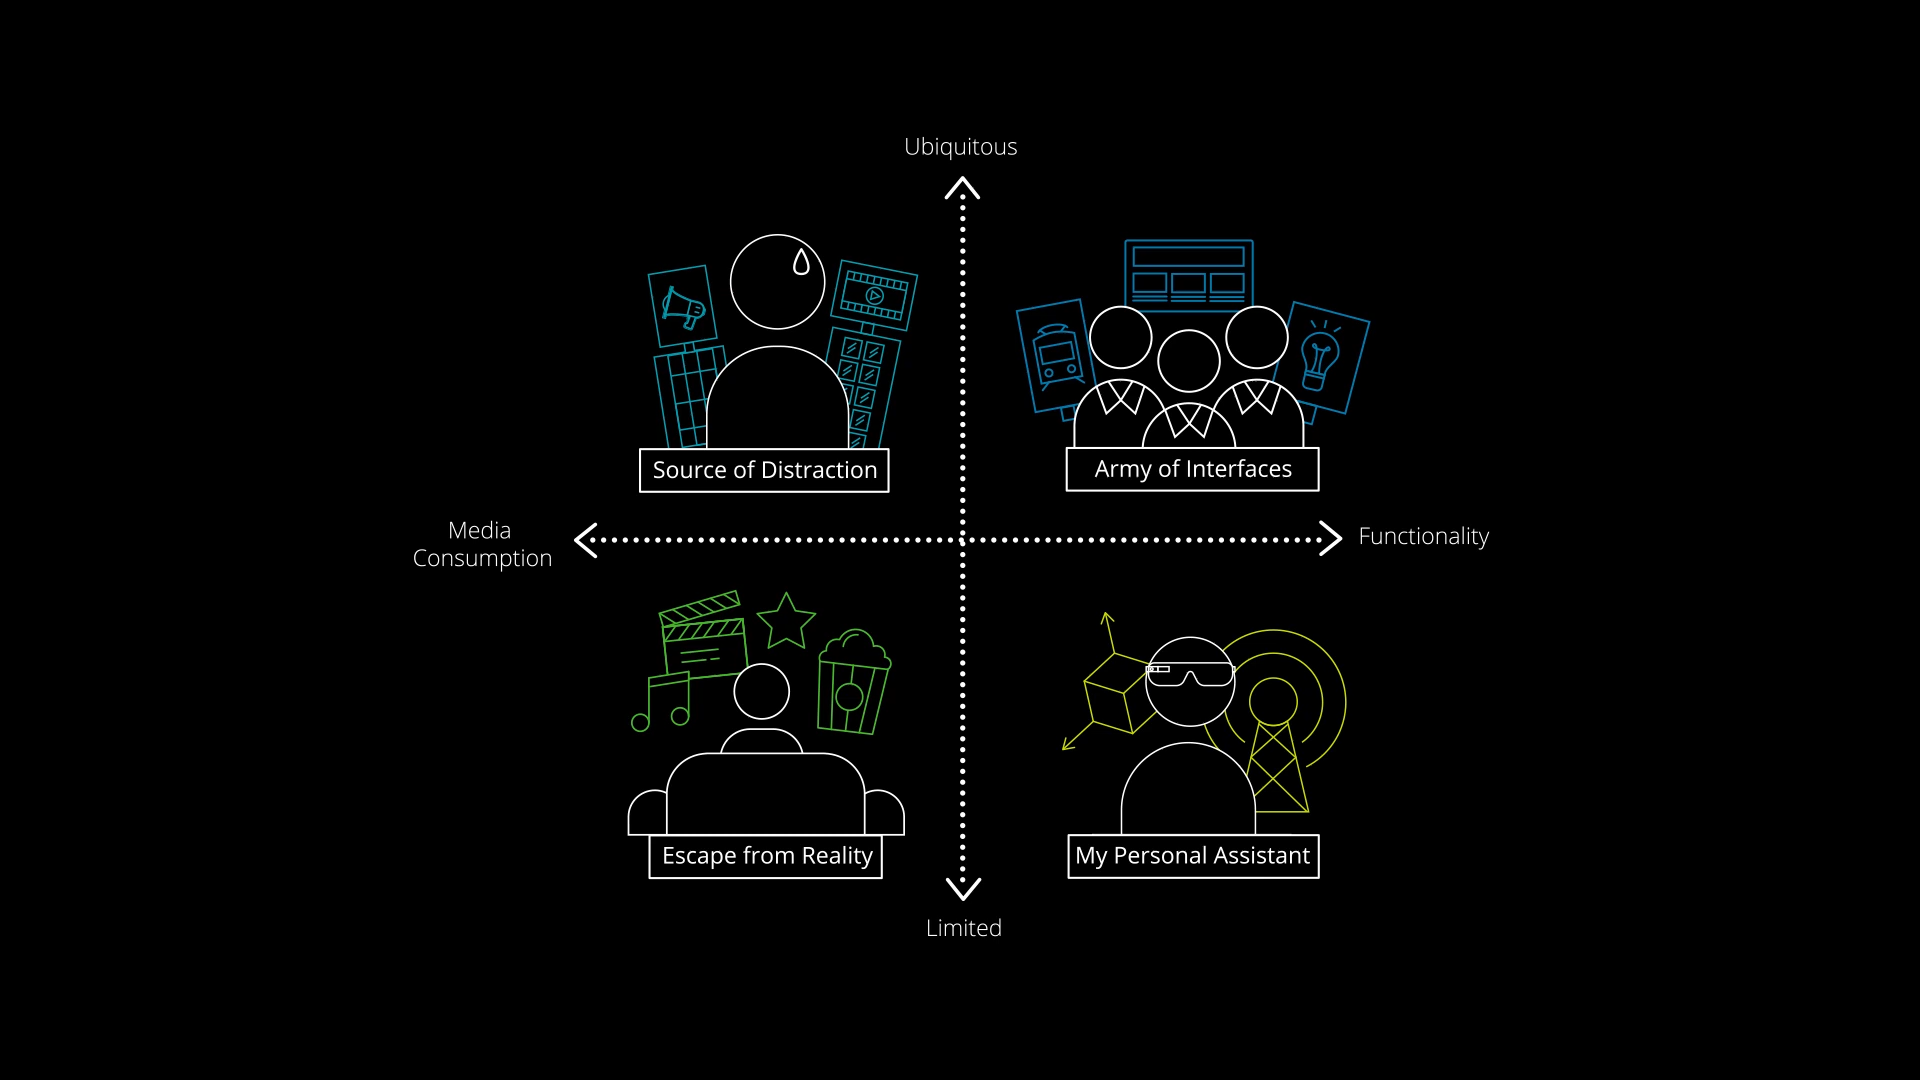 Ubiquitous
Source of Distraction
Army of Interfaces
Media
Consumption
Functionality
Escape from Reality
My Personal Assistant
Limited